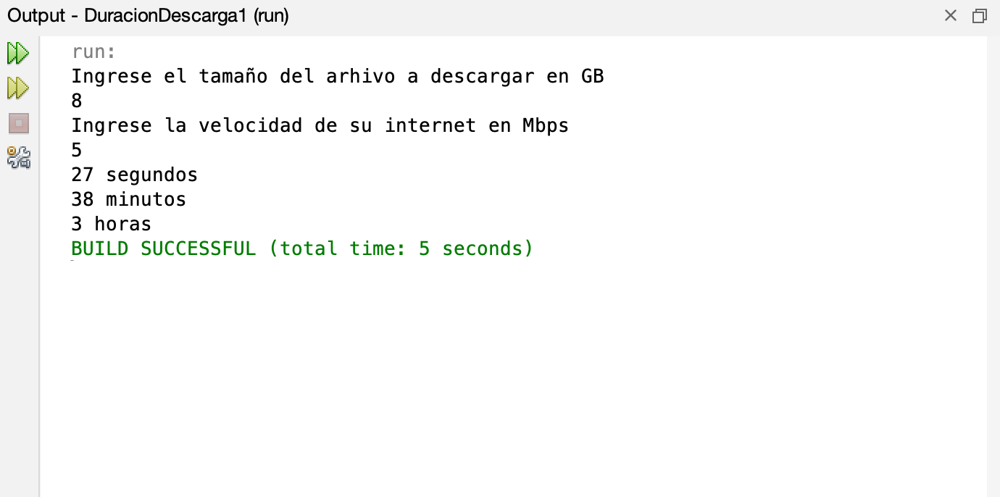 Output - DuracionDescarga1 (run)
run:
Ingrese el tamaño del arhivo a descargar en GB
8
Ingrese la velocidad de su internet en Mbps
5
27 segundos
38 minutos
3 horas
BUILD SUCCESSFUL (total time: 5 seconds)